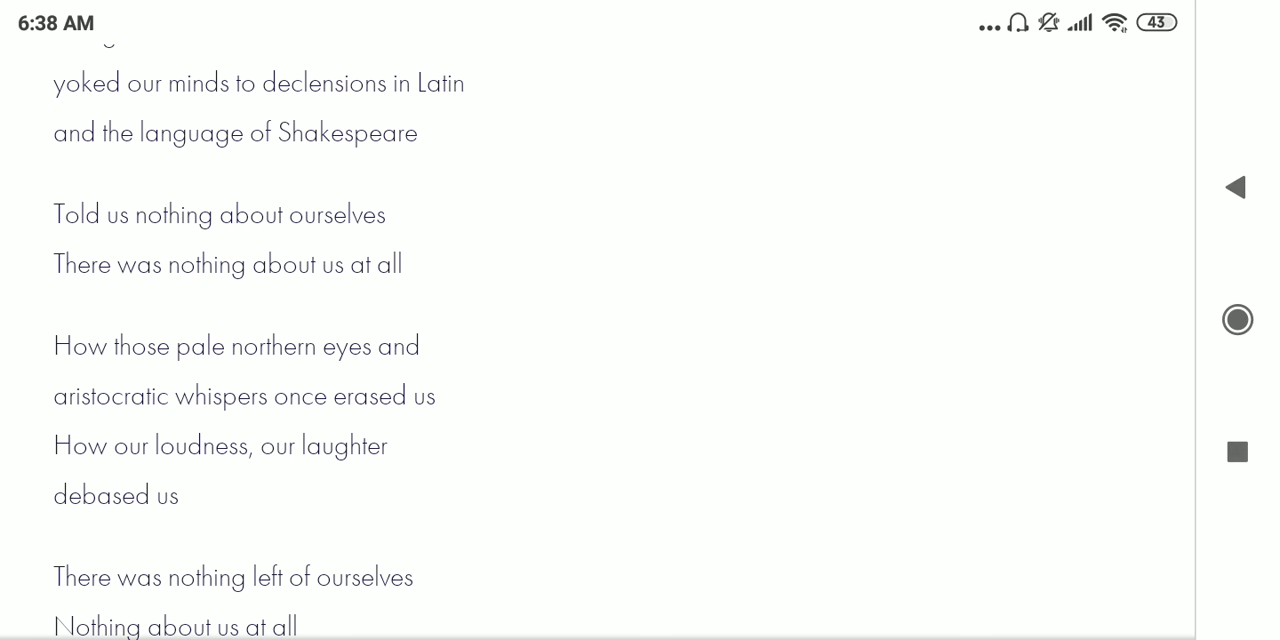 6:38 AM
43
yoked our minds to declensions in Latin
and the language of Shakespeare
Told us nothing about ourselves
There was nothing about us at all
How those pale northern eyes and
aristocratic whispers once erased us
How our loudness, our laughter
debased us
There was nothing left of ourselves
Nothing about us at all